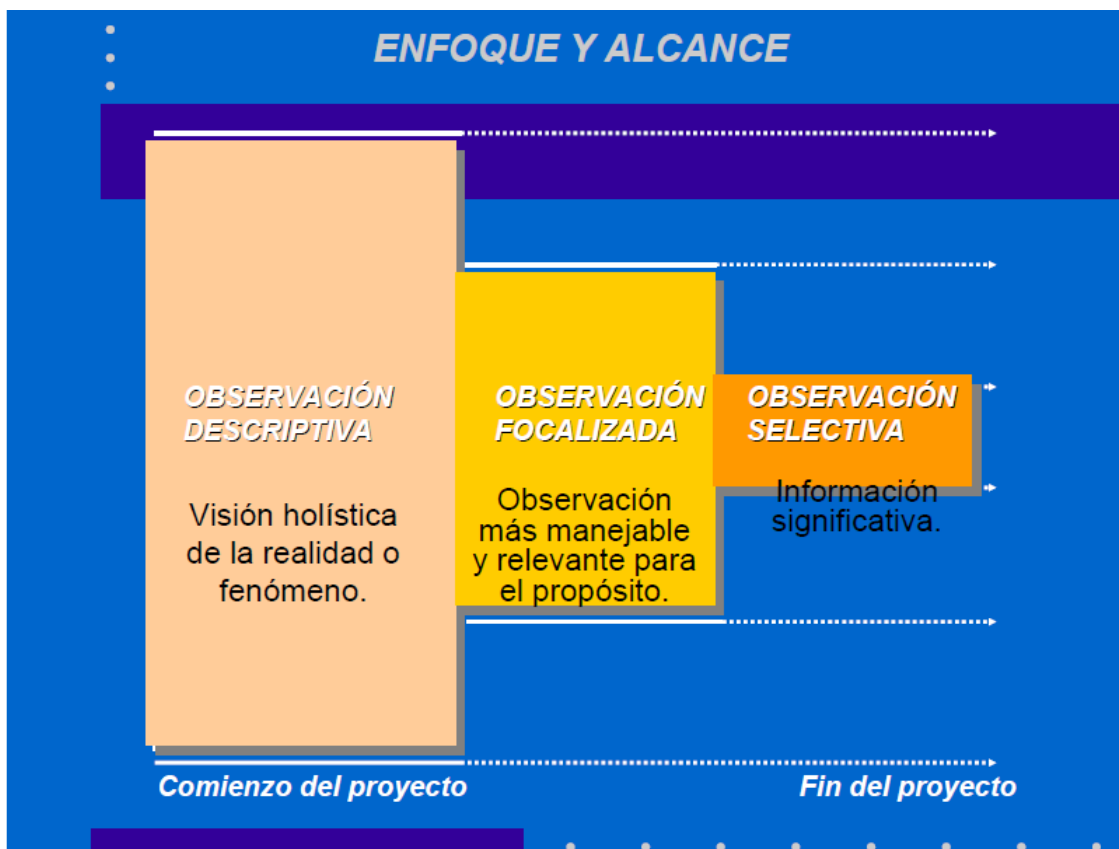 ENFOQUE Y ALCANCE
OBSERVACIÓN
DESCRIPTIVA
Visión holística
de la realidad o
fenómeno.
OBSERVACIÓN
FOCALIZADA
Observación
más manejable
y relevante para
el propósito.
OBSERVACIÓN
SELECTIVA
Información
significativa.
Comienzo del proyecto
Fin del proyecto